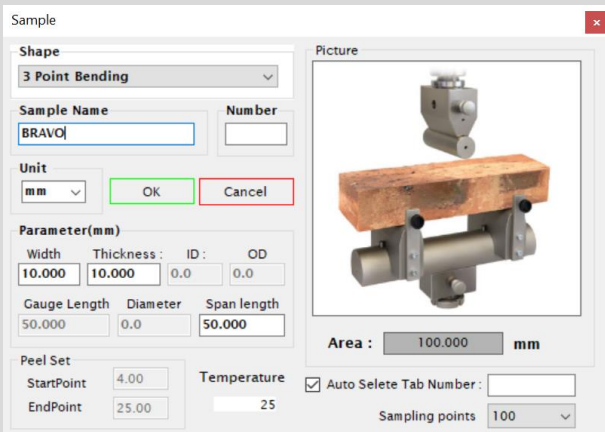 Sample
Shape
3 Point Bending
Sample Name
Number
BRAVO
Unit
mm
OK
Cancel
Parameter(mm)
Width Thickness : ID : OD
10.000 10.000 0.0 0.0
Gauge Length Diameter Span length
50.000 0.0 50.000
Peel Set
StartPoint 4.00
EndPoint 25.00
Temperature
25
Picture
Area : 100.000 mm
Auto Selete Tab Number :
Sampling points 100